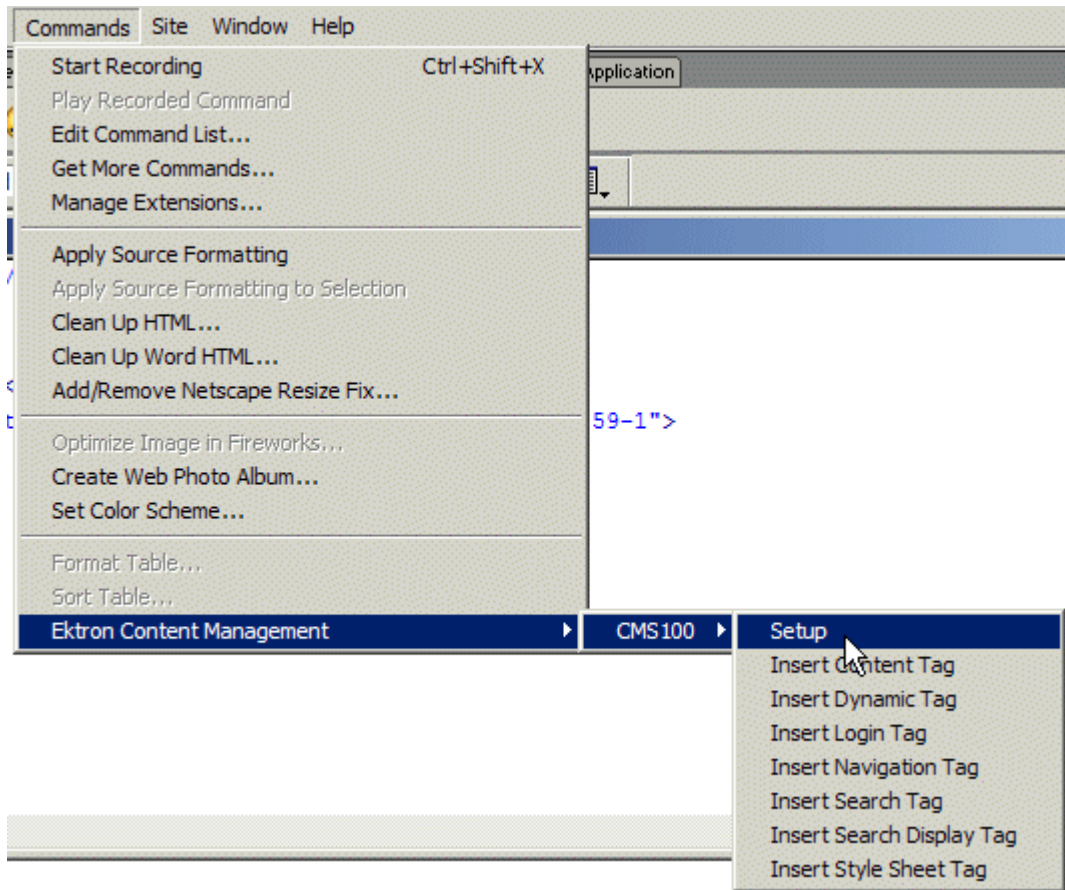 Commands Site Window Help
Start Recording Ctrl+Shift+X
Application
Play Recorded Command
Edit Command List...
Get More Commands...
Manage Extensions...
Apply Source Formatting
Apply Source Formatting to Selection
Clean Up HTML...
Clean Up Word HTML...
Add/Remove Netscape Resize Fix...
59-1">
Optimize Image in Fireworks...
Create Web Photo Album...
Set Color Scheme...
Format Table...
Sort Table...
Ektron Content Management
CMS100
Setup
Insert Content Tag
Insert Dynamic Tag
Insert Login Tag
Insert Navigation Tag
Insert Search Tag
Insert Search Display Tag
Insert Style Sheet Tag